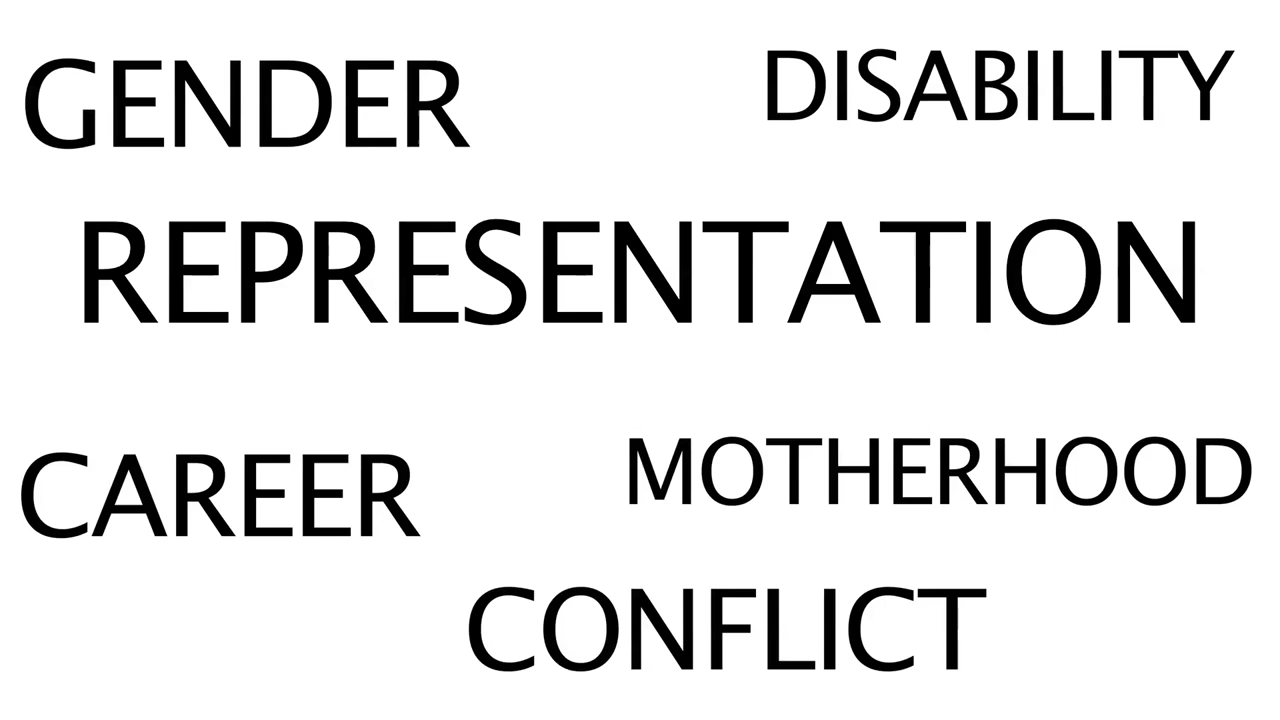 GENDER
DISABILITY
REPRESENTATION
CAREER
MOTHERHOOD
CONFLICT